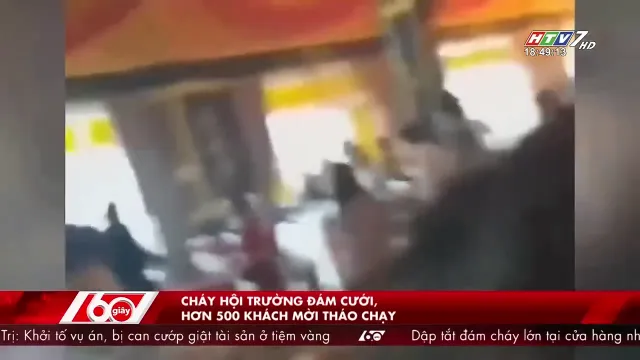 HTV7 HD
18:49:13
60 giây
CHÁY HỘI TRƯỜNG ĐÁM CƯỚI,
HƠN 500 KHÁCH MỜI THÁO CHẠY
Trị: Khởi tố vụ án, bị can cướp giật tài sản ở tiệm vàng 60 Dập tắt đám cháy lớn tại cửa hàng nh